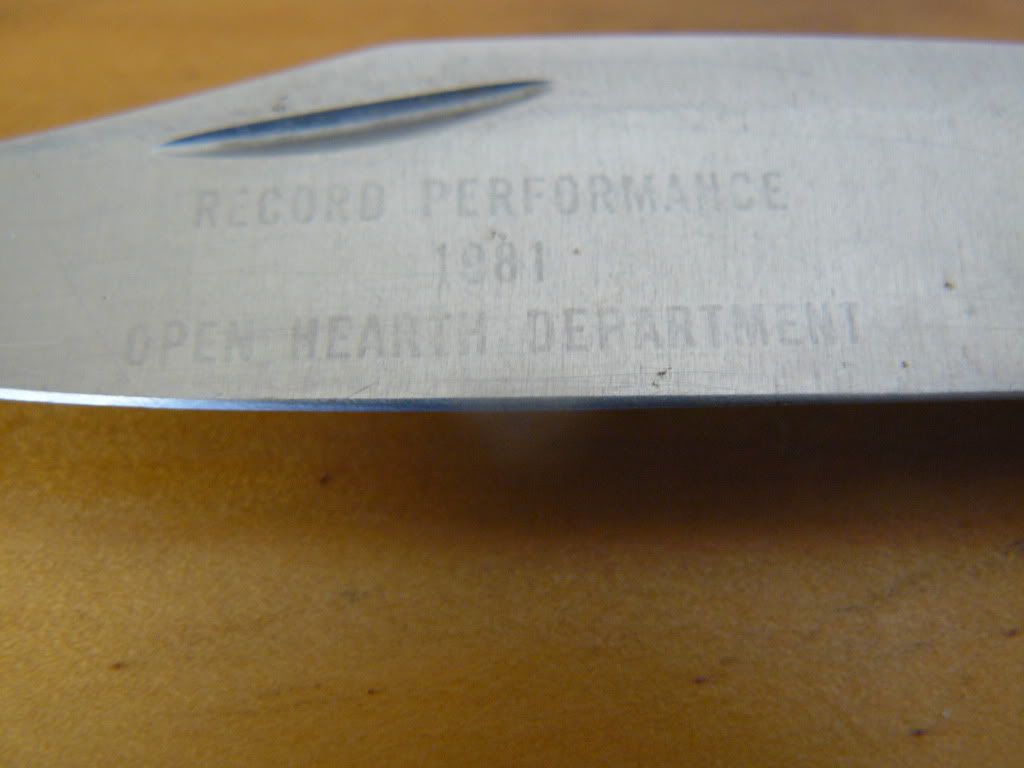 RECORD PERFORMANCE
1981
OPEN HEARTH DEPARTMENT